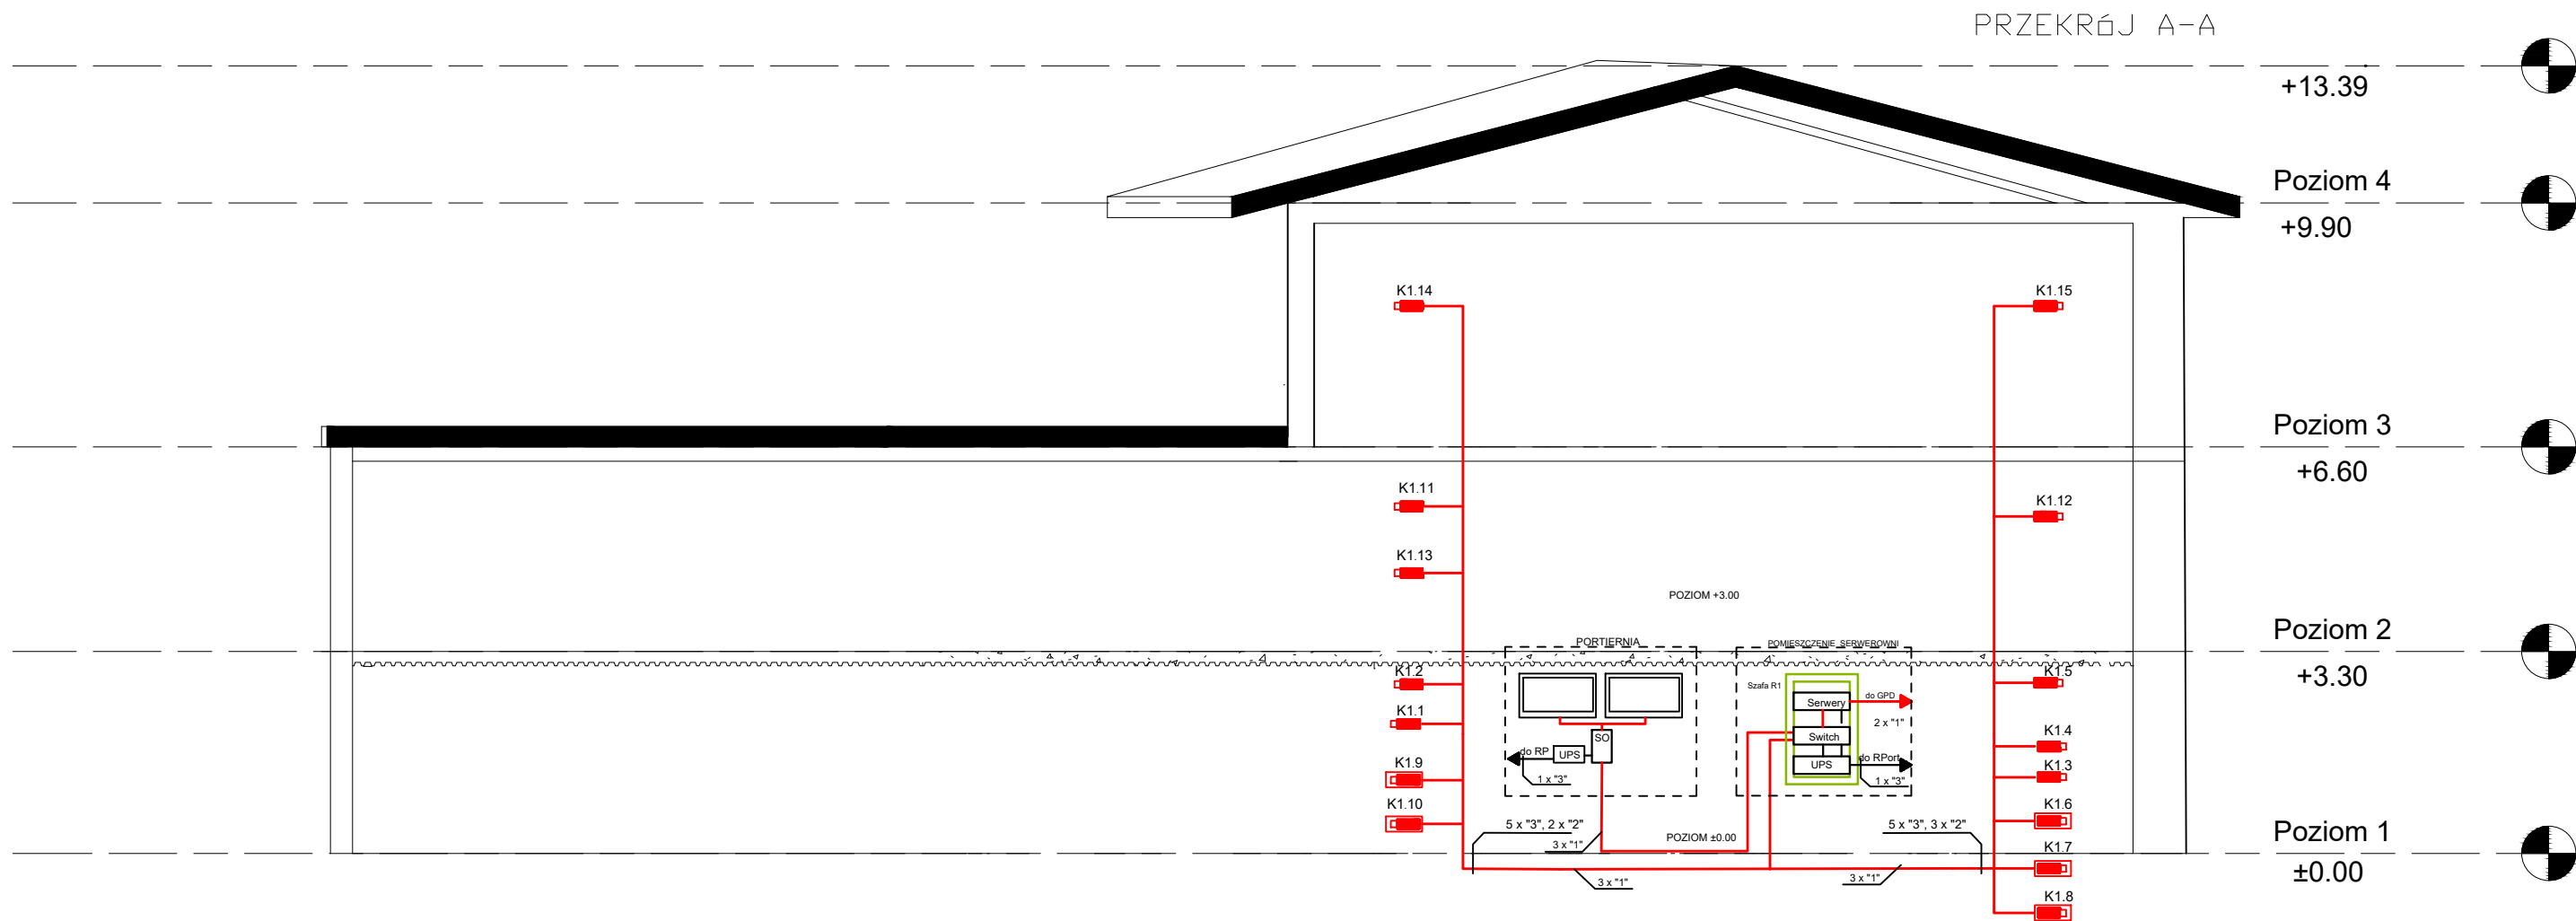 PRZEKRóJ A-A
+13.39
Poziom 4
+9.90
K1.14
K1.15
Poziom 3
+6.60
K1.11
K1.12
K1.13
POZIOM +3.00
Poziom 2
+3.30
PORTIERNIA
POMIESZCZENIE SERWEROWNI
K1.2
K1.5
Szafa R1
Serwery
do GPD
2 x "1"
K1.1
K1.4
SO
Switch
do RP
UPS
UPS
do RPort
K1.9
K1.3
1 x "3"
1 x "3"
K1.10
K1.6
5 x "3", 2 x "2"
3 x "1"
POZIOM ±0.00
5 x "3", 3 x "2"
Poziom 1
±0.00
K1.7
3 x "1"
3 x "1"
K1.8